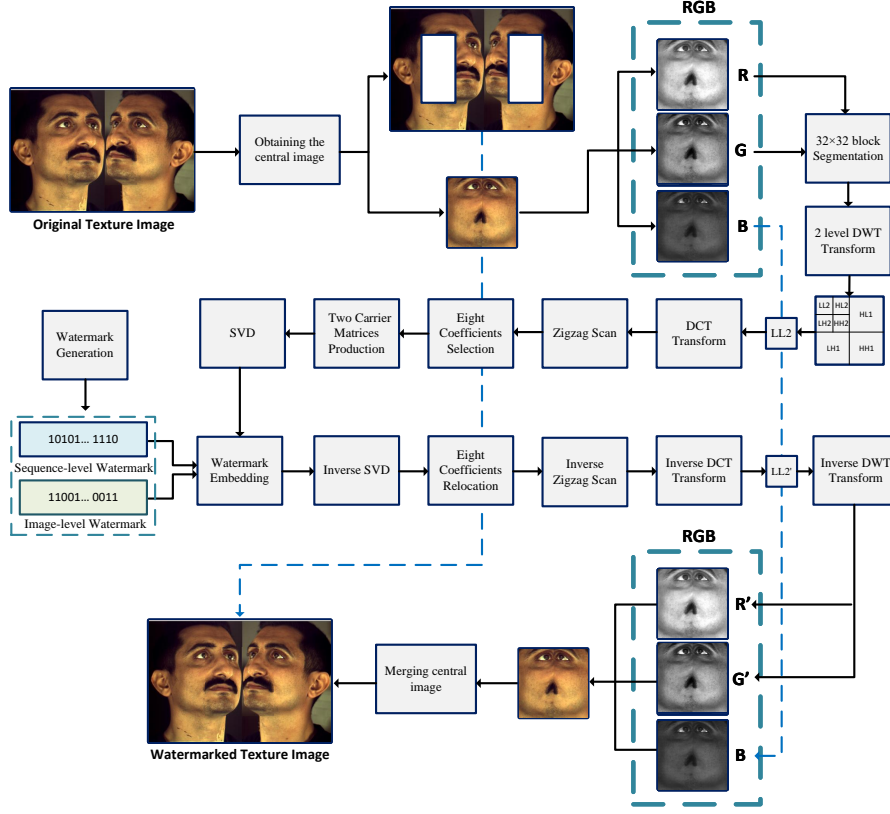 RGB
R
G
B
Original Texture Image
Obtaining the
central image
32×32 block
Segmentation
2 level DWT
Transform
LL2
HL2
LH2
HH2
HL1
LH1
HH1
LL2
DCT
Transform
Zigzag Scan
Eight
Coefficients
Selection
Two Carrier
Matrices
Production
SVD
Watermark
Generation
10101... 1110
Sequence-level Watermark
11001... 0011
Image-level Watermark
Watermark
Embedding
Inverse SVD
Eight
Coefficients
Relocation
Inverse
Zigzag Scan
Inverse DCT
Transform
LL2'
Inverse DWT
Transform
RGB
R’
G’
B
Merging central
image
Watermarked Texture Image